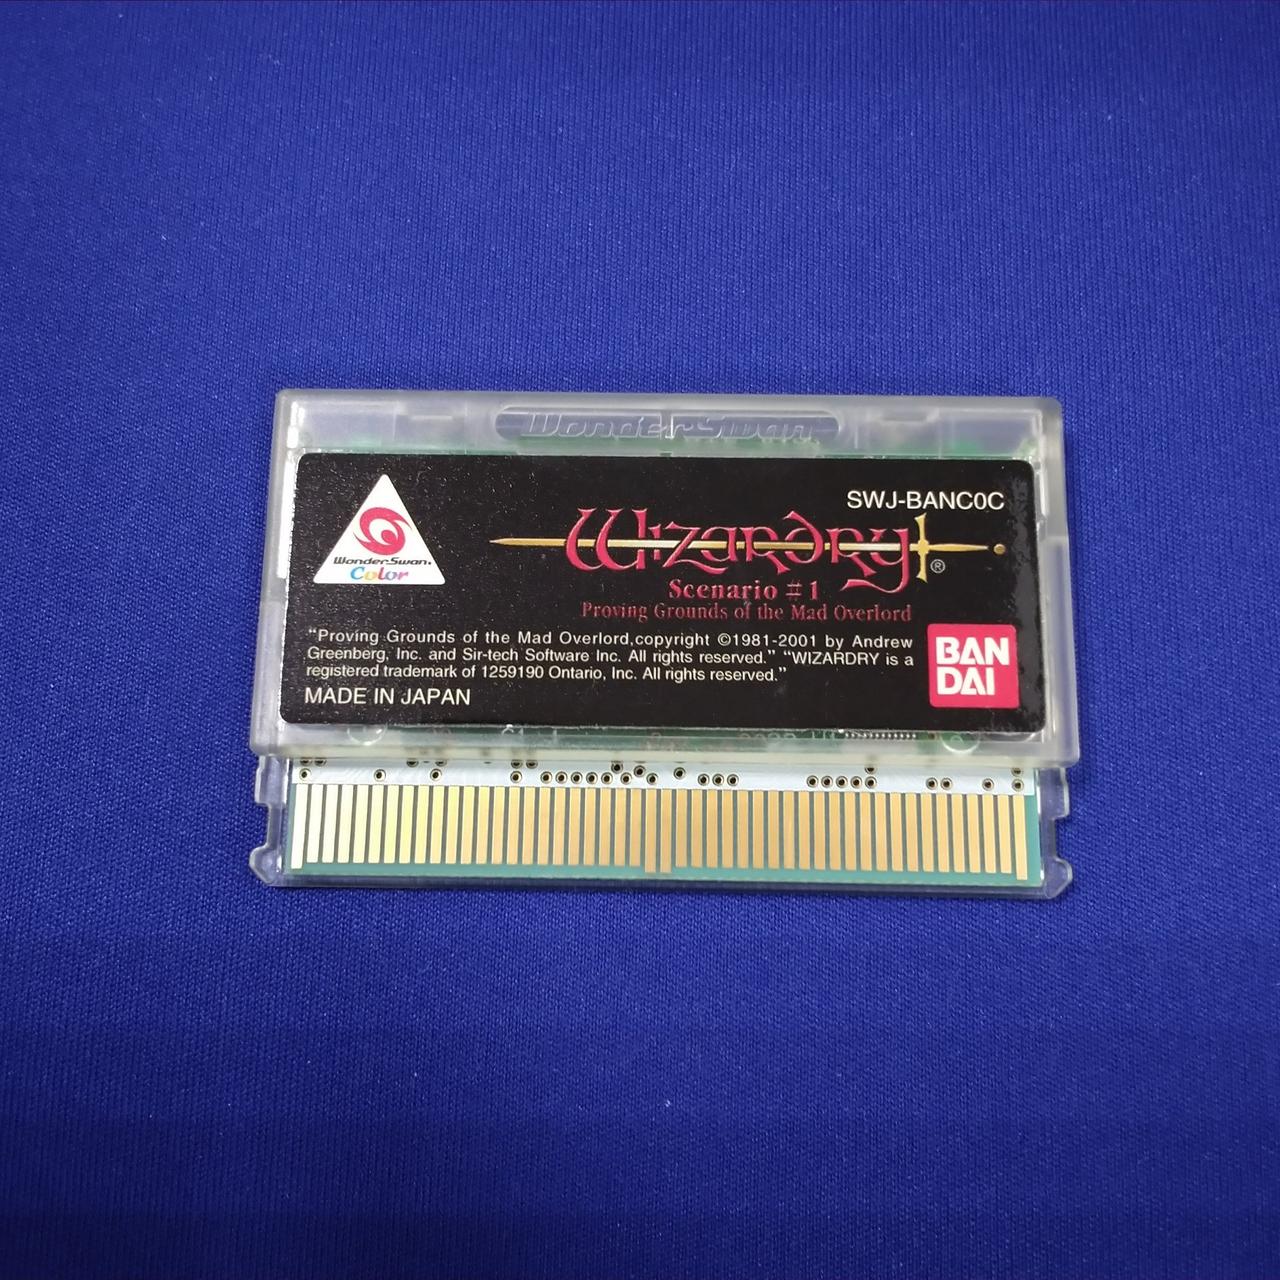 WonderSwan
SWJ-BANC0C
WonderSwan
Color
Wizardry®
Scenario #1
Proving Grounds of the Mad Overlord
“Proving Grounds of the Mad Overlord,copyright ©1981-2001 by Andrew
Greenberg, Inc. and Sir-tech Software Inc. All rights reserved.” “WIZARDRY is a
registered trademark of 1259190 Ontario, Inc. All rights reserved.”
MADE IN JAPAN
BAN
DAI